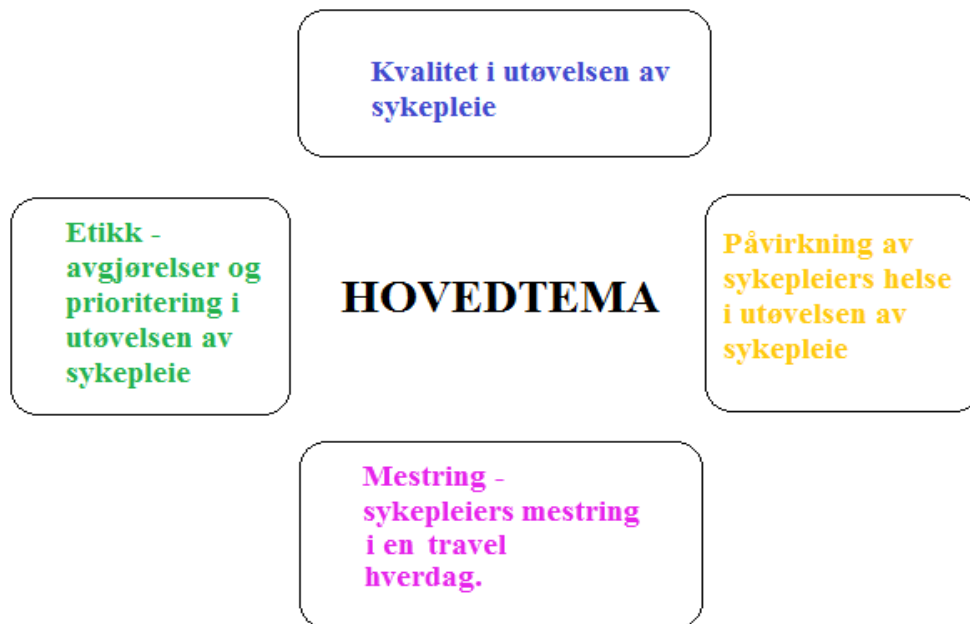 Kvalitet i utøvelsen av
sykepleie
Etikk -
avgjørelser og
prioritering i
utøvelsen av
sykepleie
HOVEDTEMA
Påvirkning av
sykepleiers helse
i utøvelsen av
sykepleie
Mestring -
sykepleiers mestring
i en travel
hverdag.